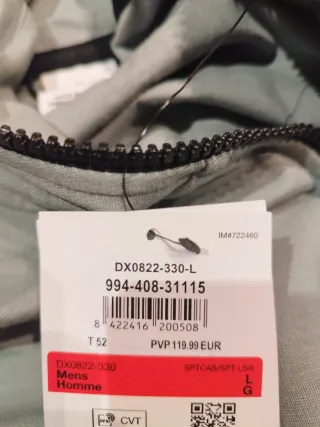 IM#722460
DX0822-330-L
994-408-31115
8 422416 200508
T 52 PVP 119.99 EUR
DX0822-330 SPTCAS/SPT LSR
Mens L
Homme G
CVT